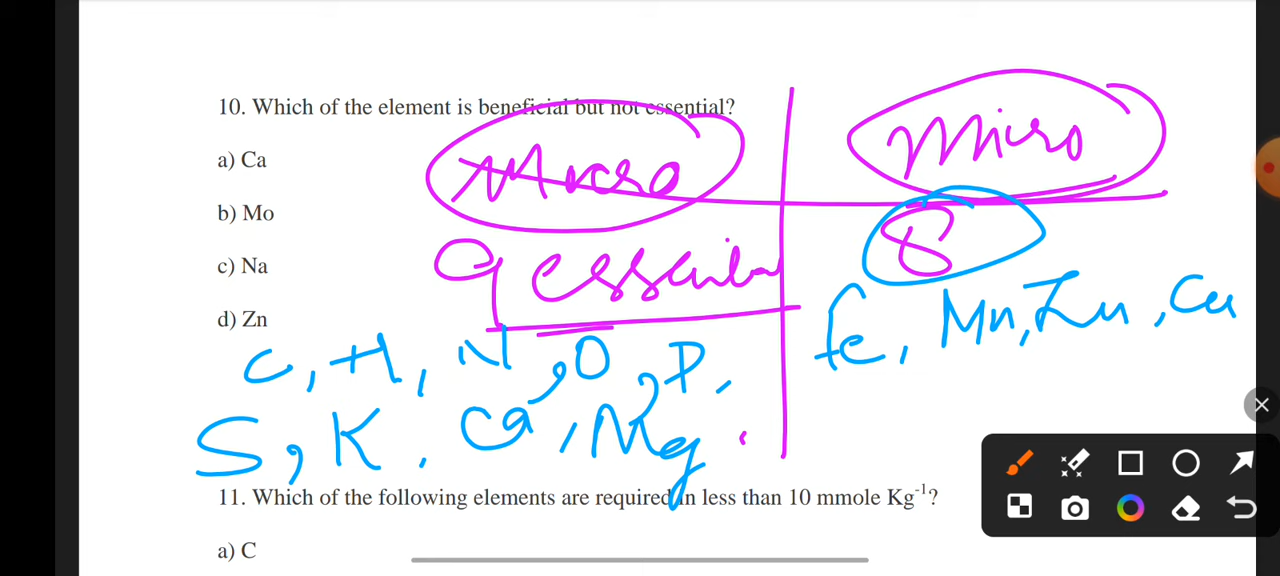 10. Which of the element is beneficial but not essential?
a) Ca
b) Mo
c) Na
d) Zn
Micro
9
8
Fe, Mn, Zn, Cu
C, H, N, O, P,
S, K, Ca, Mg
11. Which of the following elements are required in less than 10 mmole Kg⁻¹?
a) C